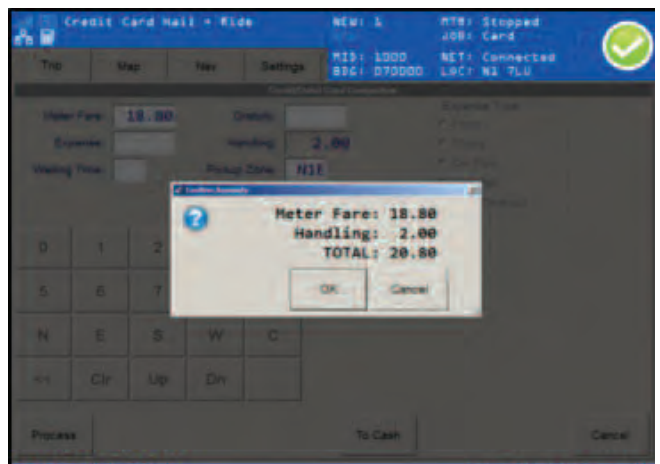 Credit Card Hail + Ride
NEW: 1
MTR: Stopped
JOB: Card
MID: 1000
NET: Connected
BDG: 070000
LOC: N1 7LU
Trip
Map
Nav
Settings
Meter Fare: 18.80
Gratuity:
Expense:
Handling: 2.00
Waiting Time:
Pickup Zone: N1E
Expense Type
Meter Fare: 18.80
Handling: 2.00
TOTAL: 20.80
OK
Cancel
0 1 2
5 6 7
N E S W C
<< Clr Up Dn
Process
To Cash
Cancel